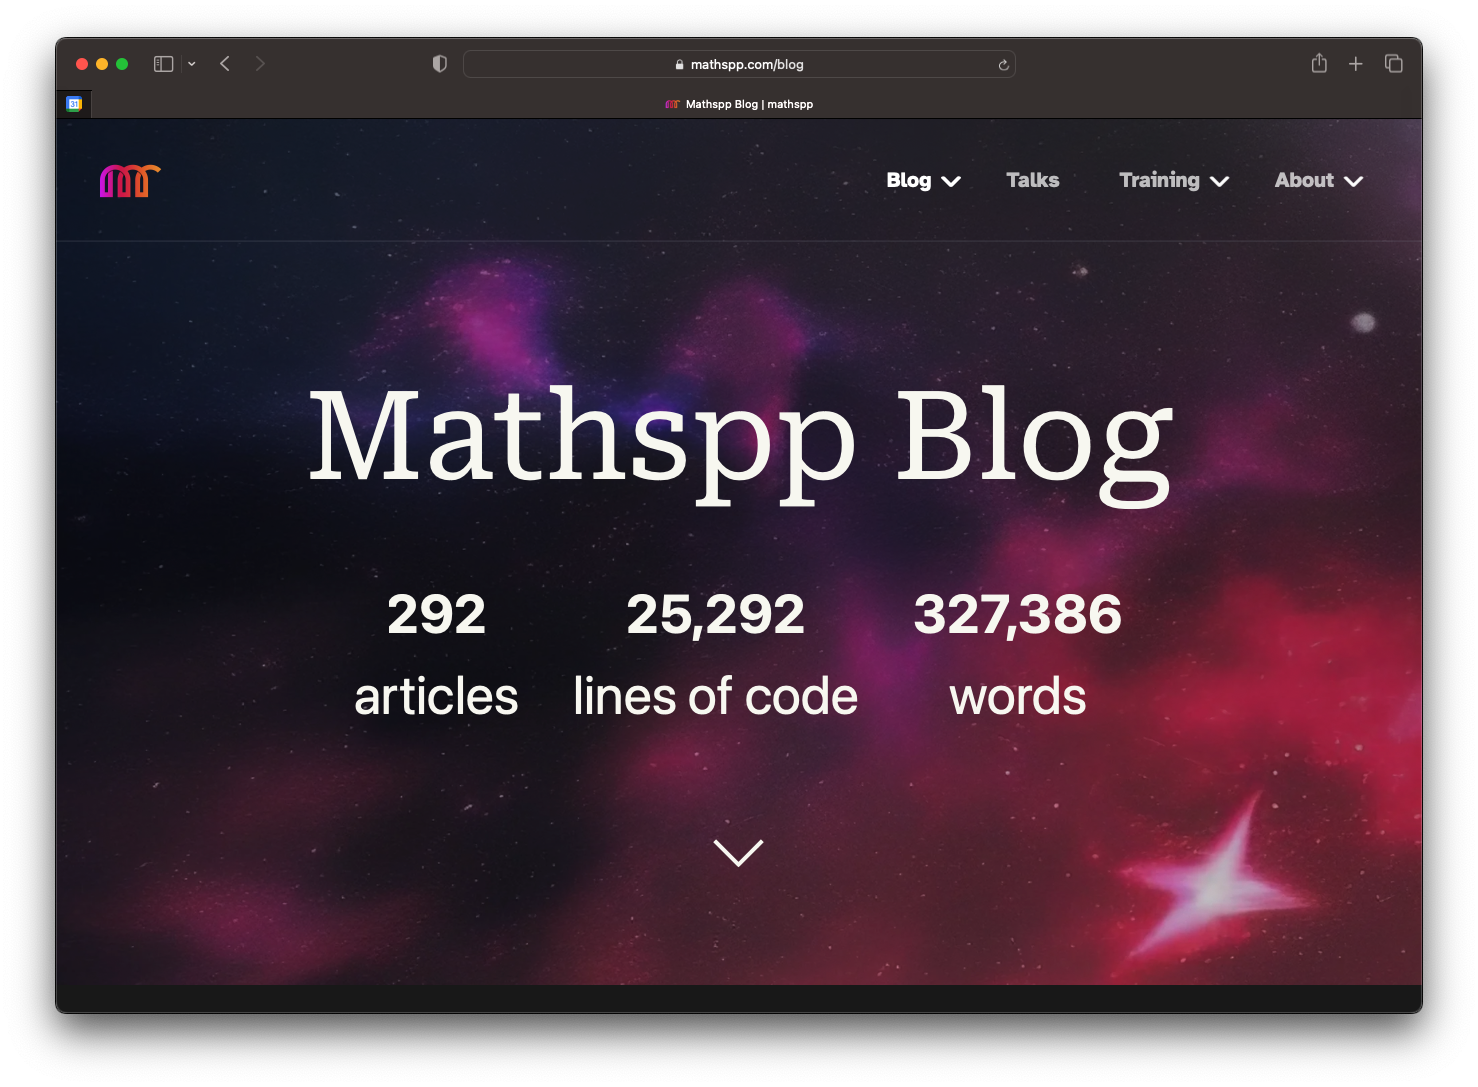 mathspp.com/blog
31
Mathspp Blog | mathspp
Blog Talks Training About
Mathspp Blog
292 25,292 327,386
articles lines of code words